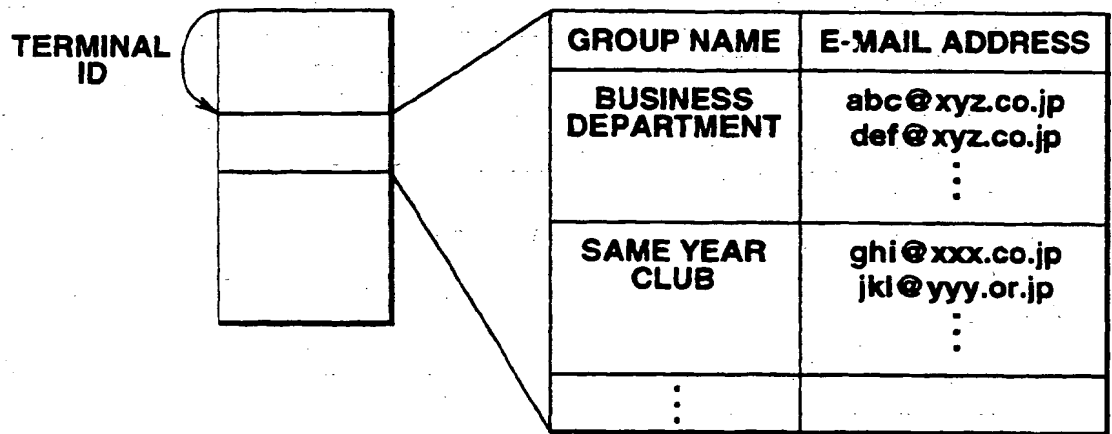 TERMINAL
ID
GROUP NAME
E-MAIL ADDRESS
BUSINESS
DEPARTMENT
abc@xyz.co.jp
def@xyz.co.jp
SAME YEAR
CLUB
ghi@xxx.co.jp
jkl@yyy.or.jp